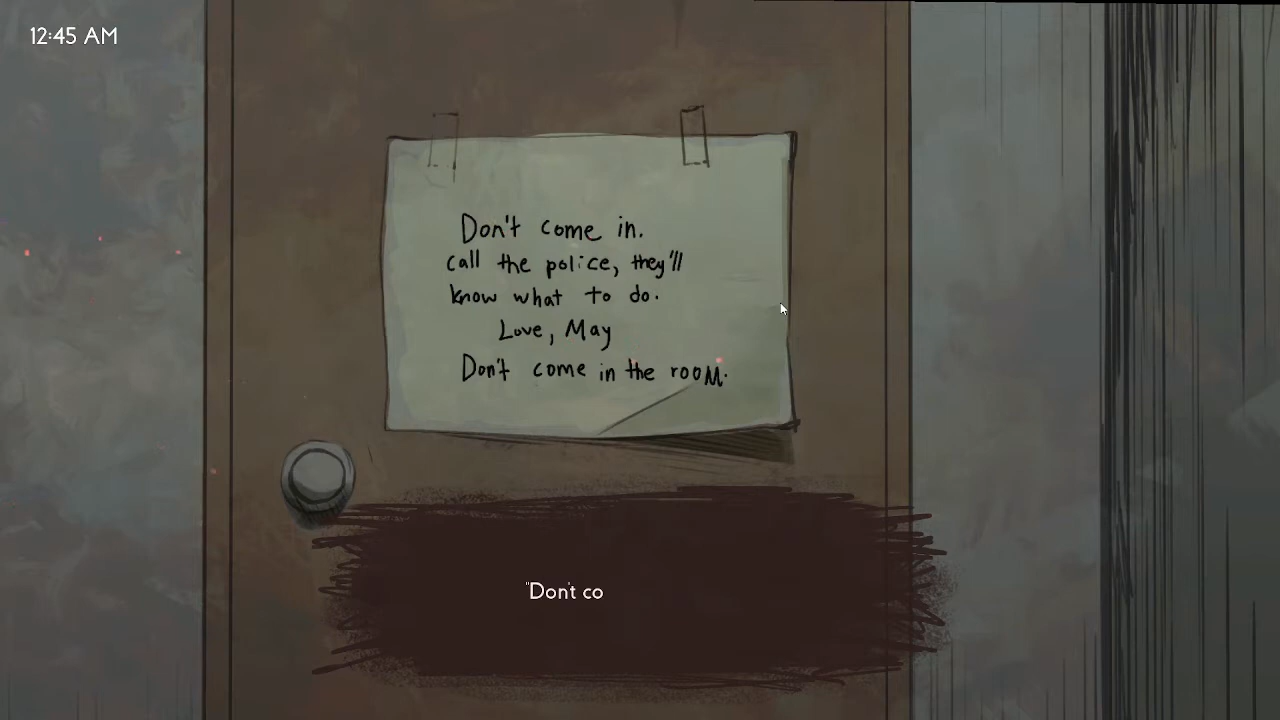 12:45 AM
Don't come in.
call the police, they'll
know what to do.
Love, May
Don't come in the rooM.
"Don't co